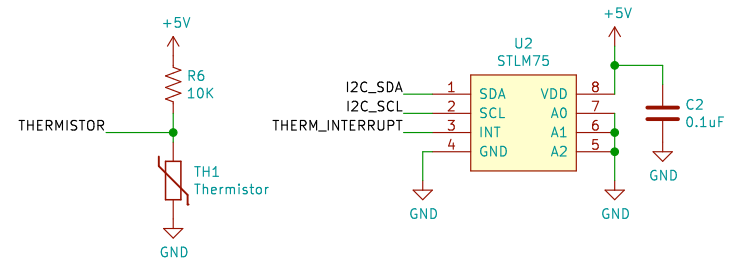 +5V
R6
10K
THERMISTOR
TH1
Thermistor
GND
+5V
U2
STLM75
I2C_SDA 1 SDA VDD 8
I2C_SCL 2 SCL A0 7
THERM_INTERRUPT 3 INT A1 6
4 GND A2 5
C2
0.1uF
GND
GND
GND